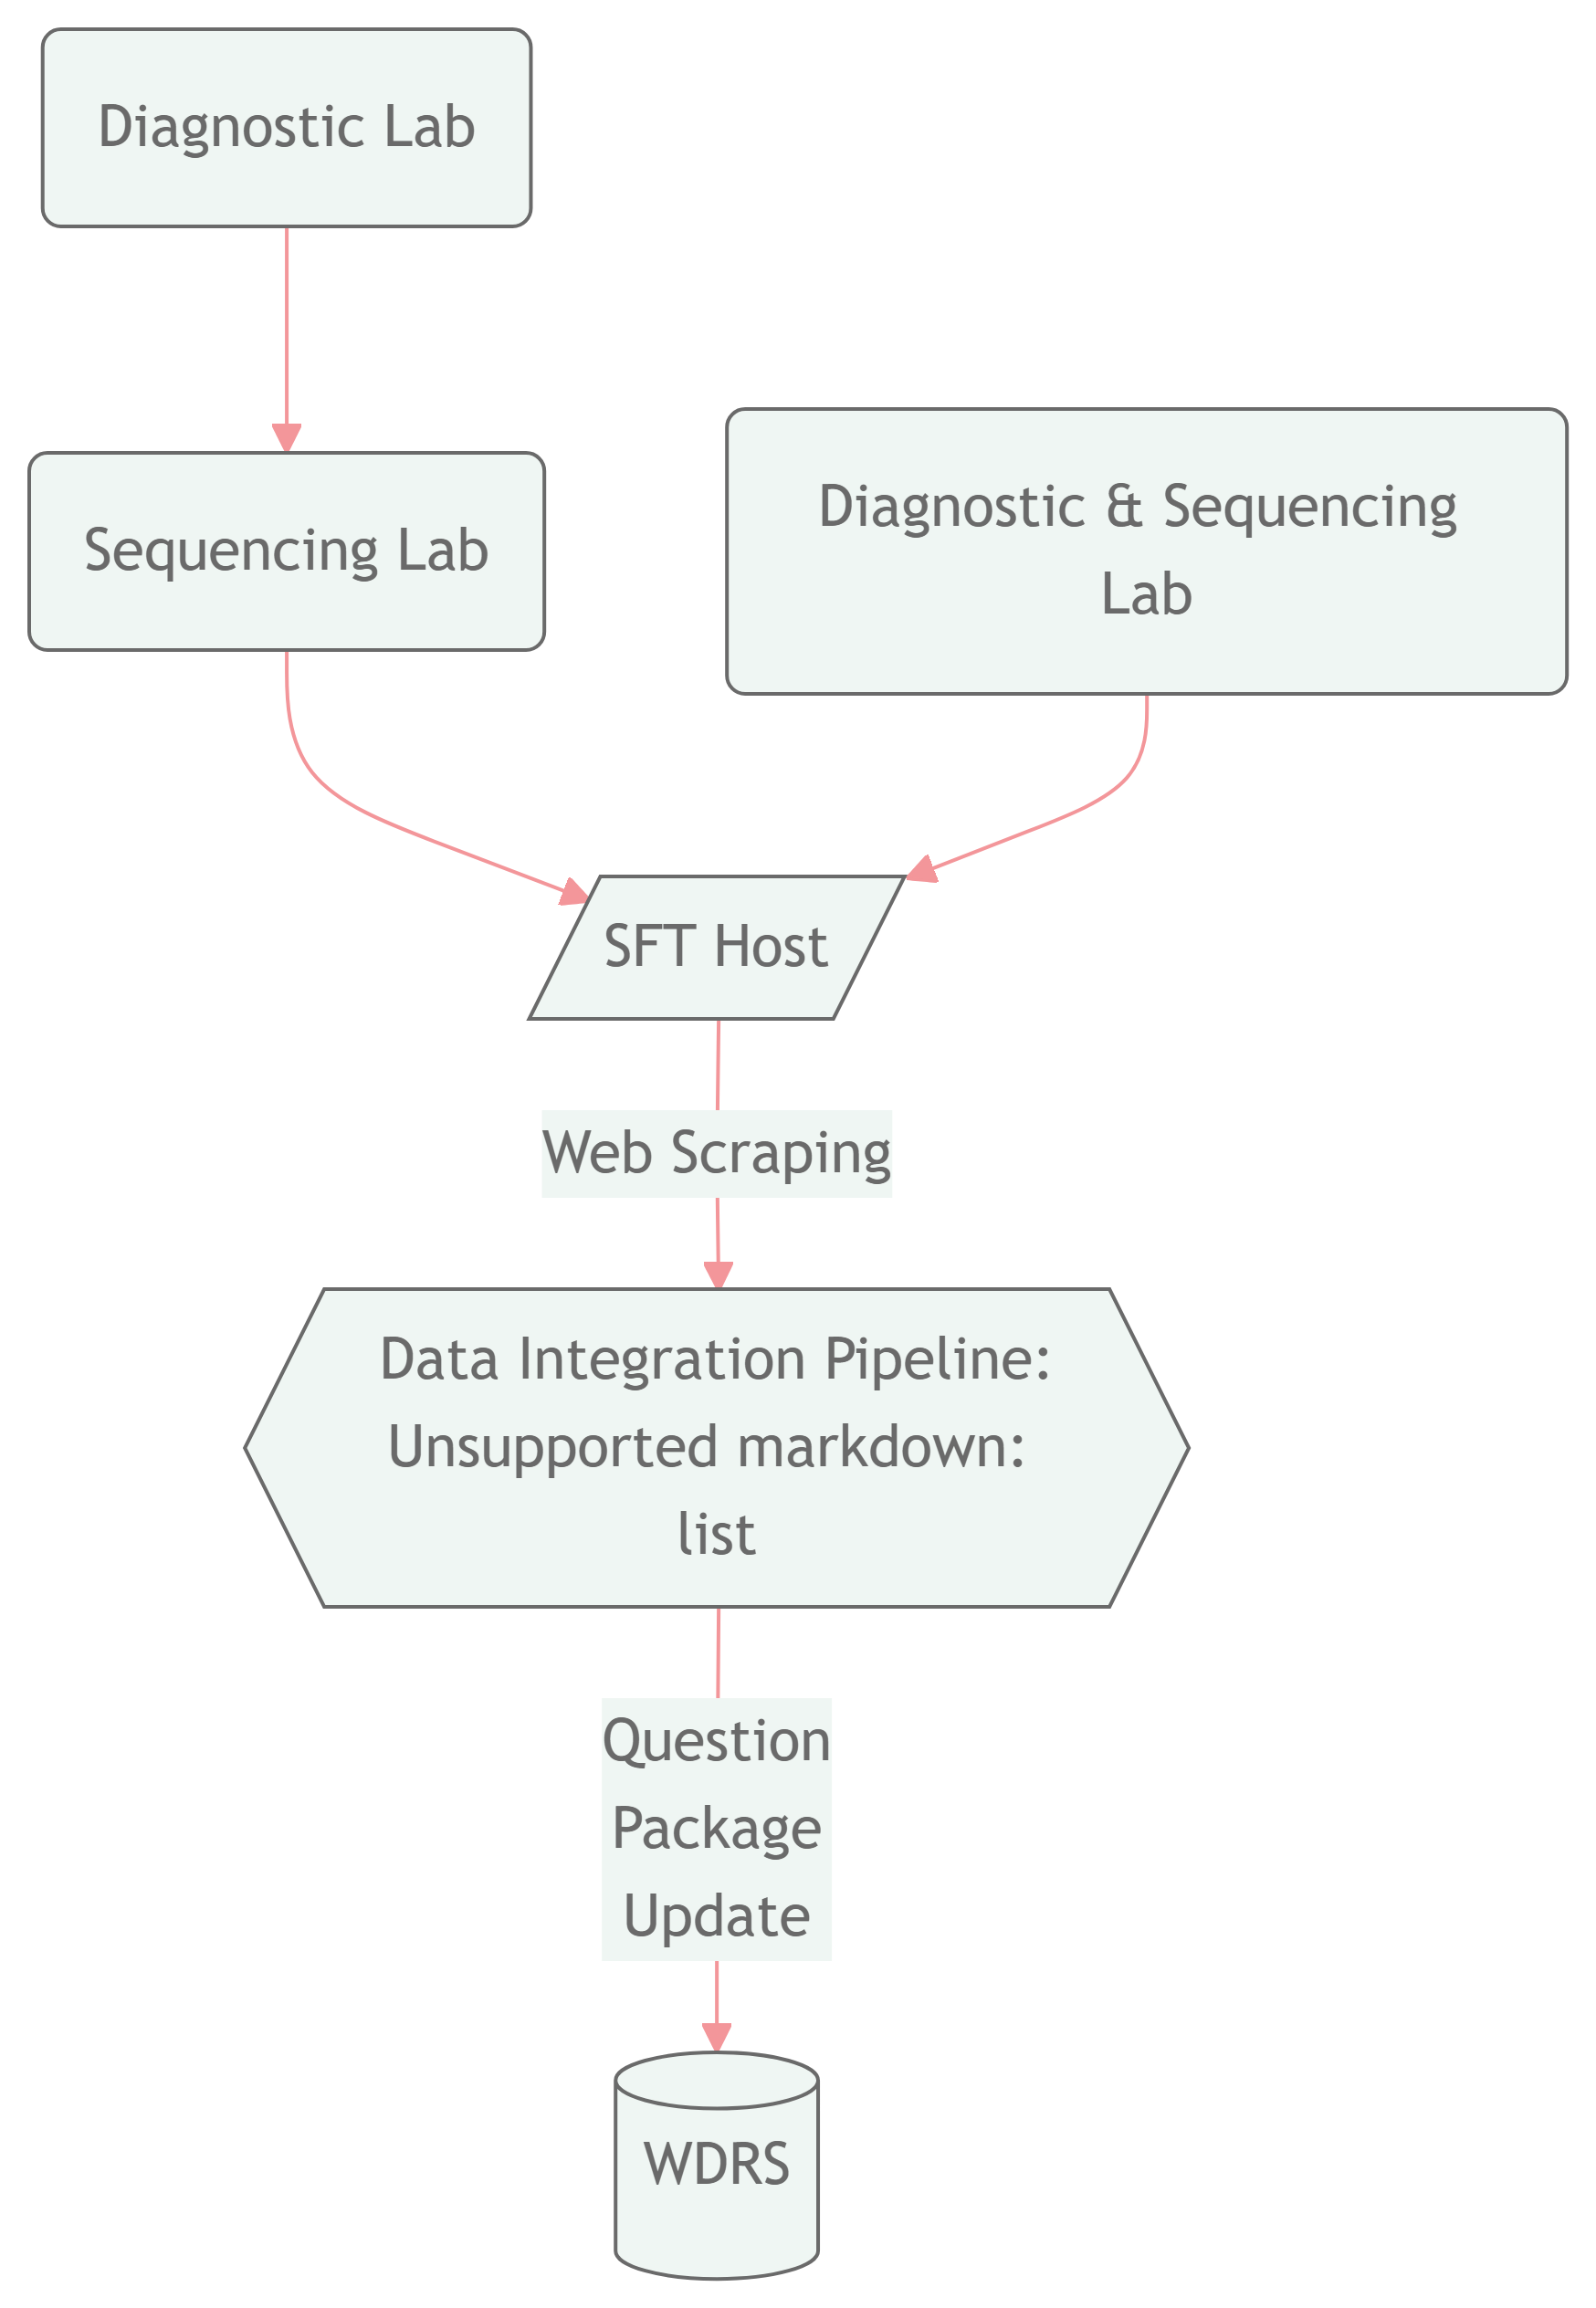 Diagnostic Lab
Sequencing Lab
Diagnostic & Sequencing
Lab
SFT Host
Web Scraping
Data Integration Pipeline:
Unsupported markdown:
list
Question
Package
Update
WDRS